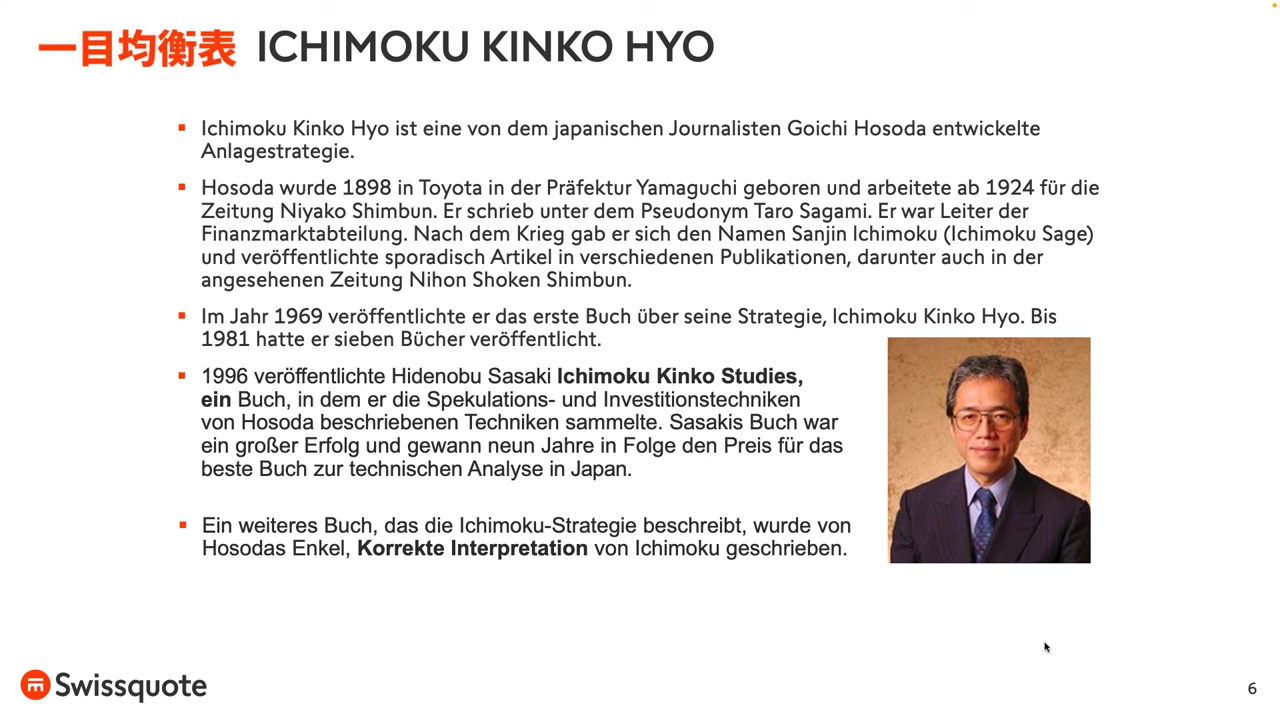 一目均衡表 ICHIMOKU KINKO HYO
Ichimoku Kinko Hyo ist eine von dem japanischen Journalisten Goichi Hosoda entwickelte
Anlagestrategie.
Hosoda wurde 1898 in Toyota in der Präfektur Yamaguchi geboren und arbeitete ab 1924 für die
Zeitung Niyako Shimbun. Er schrieb unter dem Pseudonym Taro Sagami. Er war Leiter der
Finanzmarktabteilung. Nach dem Krieg gab er sich den Namen Sanjin Ichimoku (Ichimoku Sage)
und veröffentlichte sporadisch Artikel in verschiedenen Publikationen, darunter auch in der
angesehenen Zeitung Nihon Shoken Shimbun.
Im Jahr 1969 veröffentlichte er das erste Buch über seine Strategie, Ichimoku Kinko Hyo. Bis
1981 hatte er sieben Bücher veröffentlicht.
1996 veröffentlichte Hidenobu Sasaki Ichimoku Kinko Studies,
ein Buch, in dem er die Spekulations- und Investitionstechniken
von Hosoda beschriebenen Techniken sammelte. Sasakis Buch war
ein großer Erfolg und gewann neun Jahre in Folge den Preis für das
beste Buch zur technischen Analyse in Japan.
Ein weiteres Buch, das die Ichimoku-Strategie beschreibt, wurde von
Hosodas Enkel, Korrekte Interpretation von Ichimoku geschrieben.
Swissquote
6